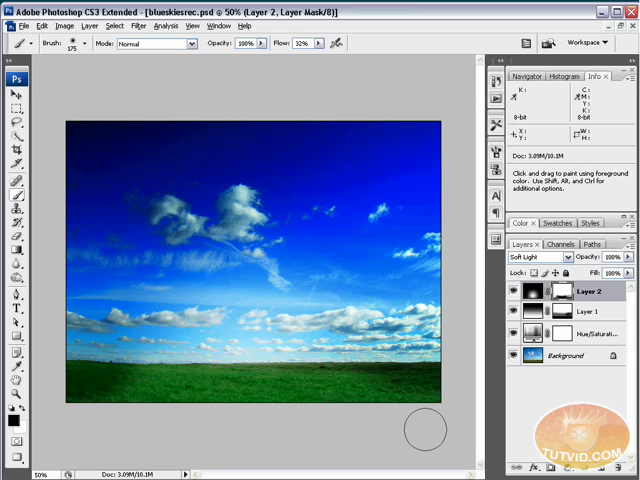 Adobe Photoshop CS3 Extended - [blueskiesrec.psd @ 50% (Layer 2, Layer Mask/8)]
File Edit Image Layer Select Filter Analysis View Window Help
Brush: 175 Mode: Normal Opacity: 100% Flow: 32% Workspace
Ps
Navigator Histogram Info
K: C:
M:
Y:
K:
8-bit 8-bit
X: W:
Y: H:
Doc: 3.09M/10.1M
Click to paint using foreground
color. Use Shift, Alt, and Ctrl for
additional options.
Color Swatches Styles
Layers Channels Paths
Soft Light Opacity: 100%
Lock: Fill: 100%
Layer 2
Layer 1
Hue/Saturati...
Background
TUTVID.COM
50% Doc: 3.09M/10.1M